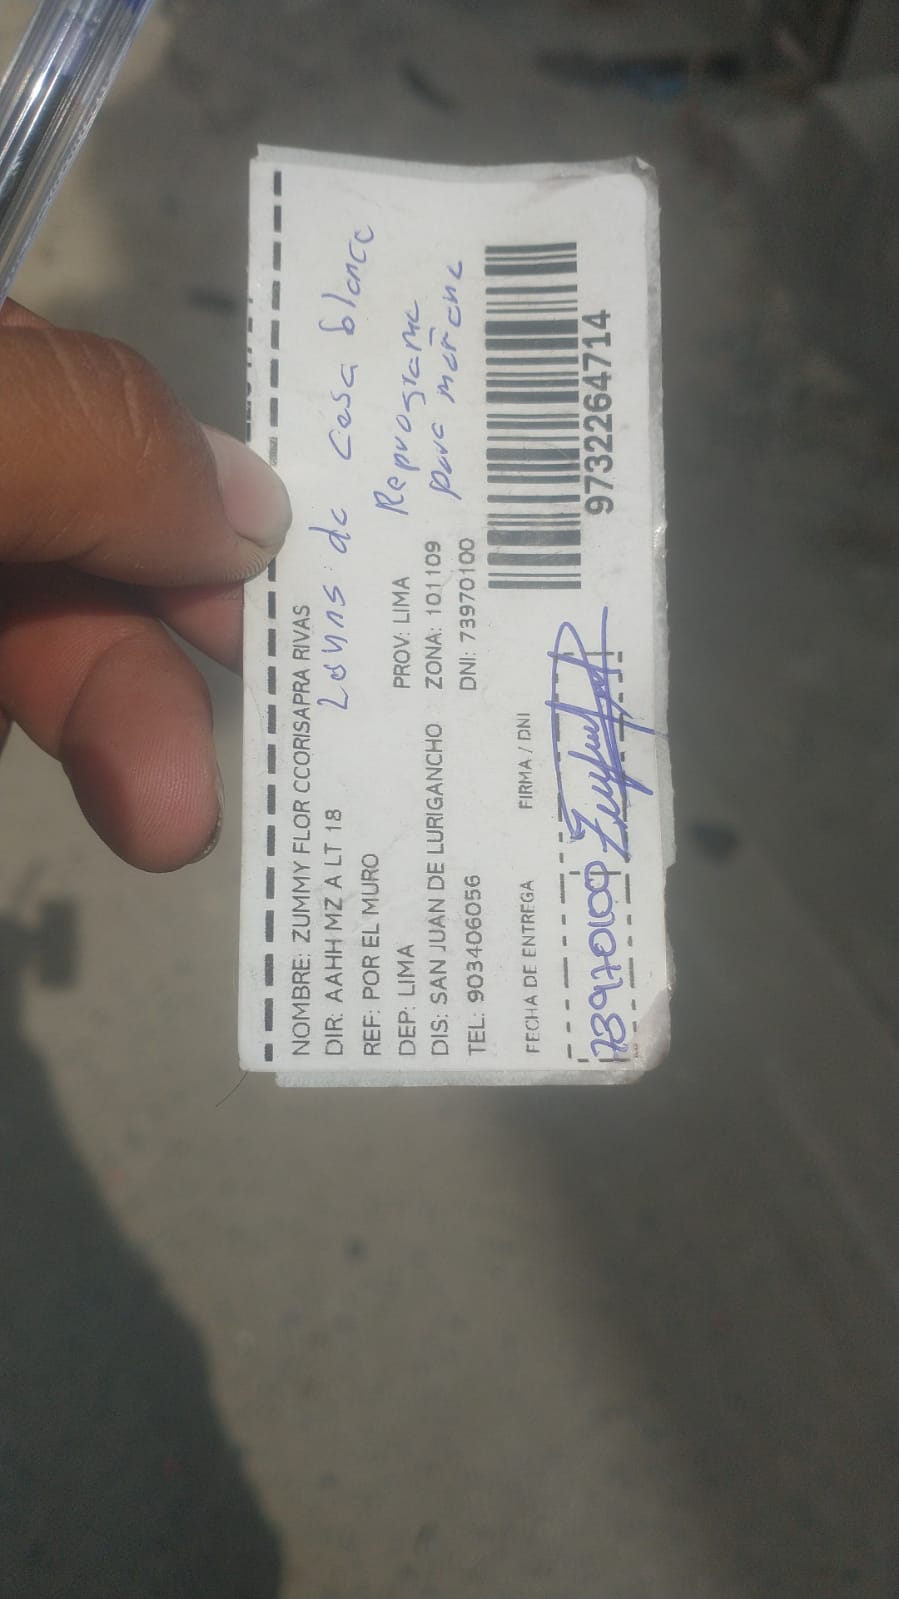 NOMBRE: ZUMMY FLOR CCORISAPRA RIVAS
DIR: AAHH MZ A LT 18
de casa blanca
REF: POR EL MURO
DEP: LIMA PROV: LIMA
Reprograma
DIS: SAN JUAN DE LURIGANCHO ZONA: 101109
para mañana
TEL: 903406056 DNI: 73970100
FECHA DE ENTREGA FIRMA / DNI
73970100
9732264714